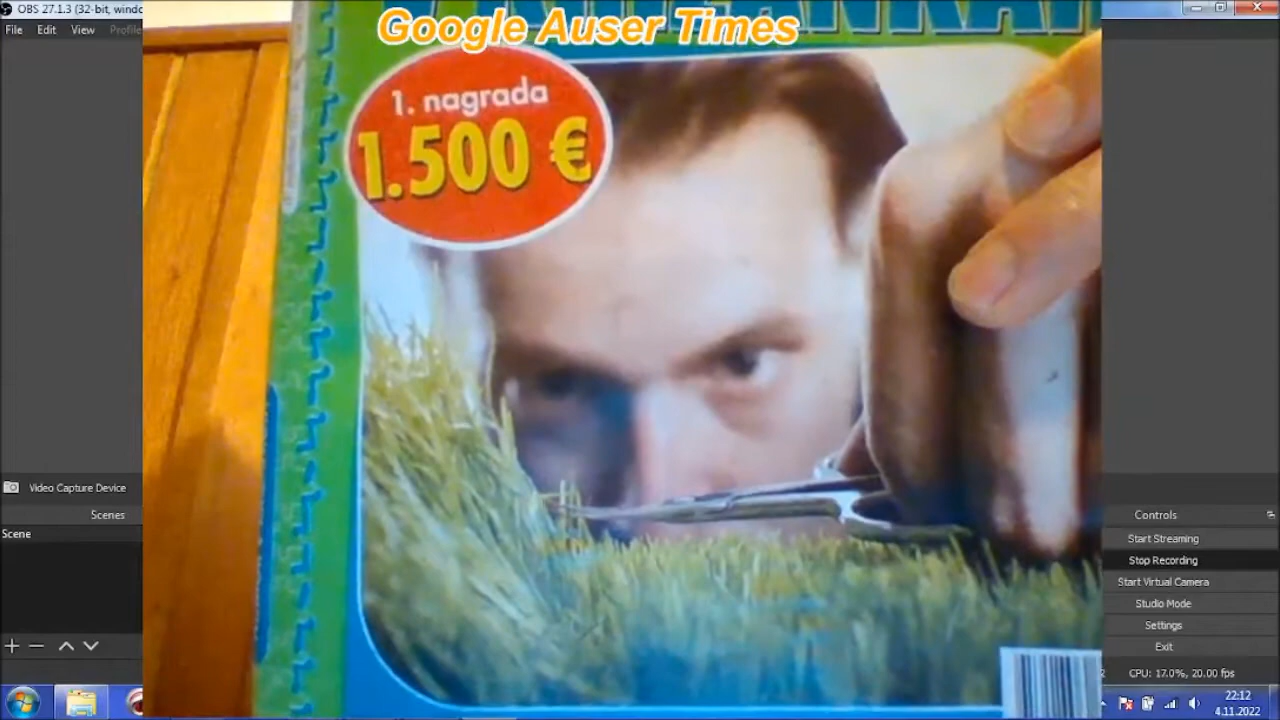 OBS 27.1.3 (32-bit, windo
File Edit View Profile
Google Auser Times
1. nagrada
1.500 €
Video Capture Device
Scenes
Scene
Controls
Start Streaming
Stop Recording
Start Virtual Camera
Studio Mode
Settings
Exit
CPU: 17.0%, 20.00 fps
22:12
4.11.2022